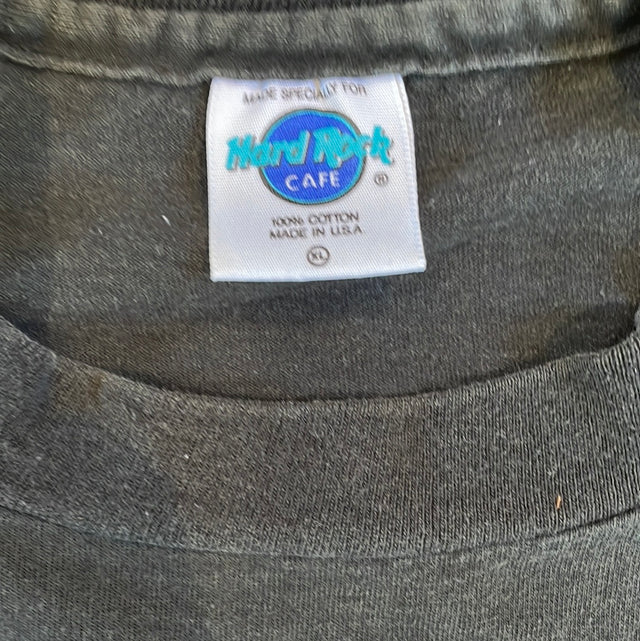 MADE SPECIALLY FOR
Hard Rock
CAFE ®
100% COTTON
MADE IN U.S.A.
XL